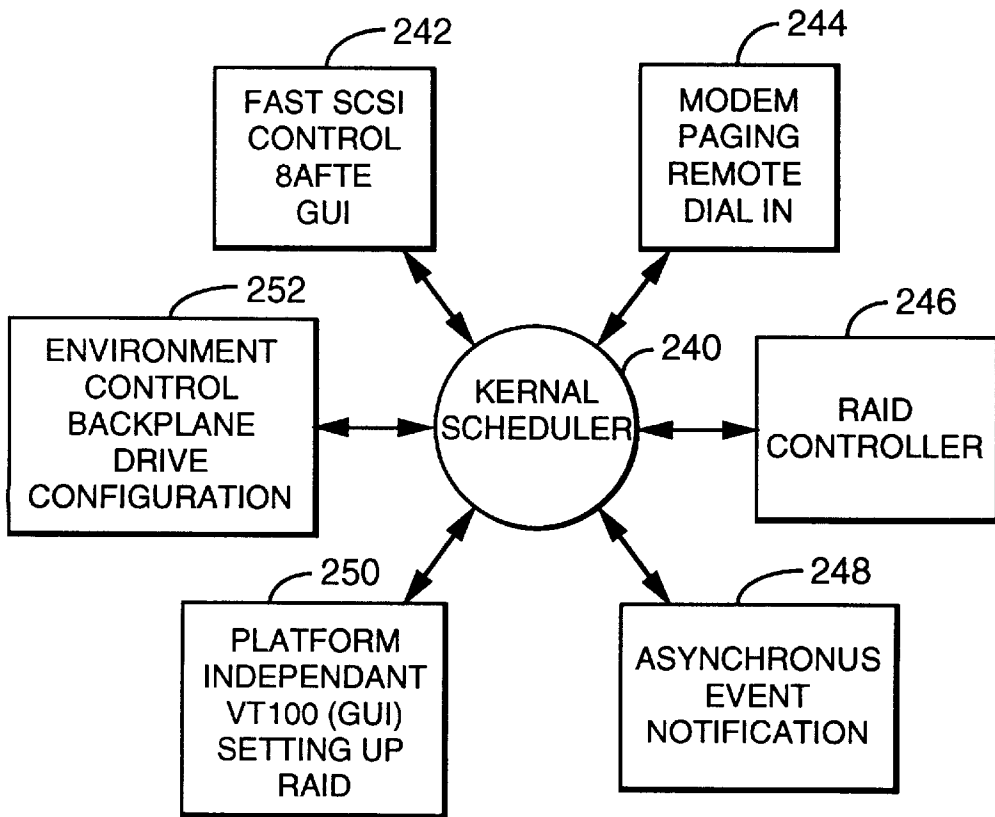 242
FAST SCSI
CONTROL
8AFTE
GUI
244
MODEM
PAGING
REMOTE
DIAL IN
252
ENVIRONMENT
CONTROL
BACKPLANE
DRIVE
CONFIGURATION
240
KERNAL
SCHEDULER
246
RAID
CONTROLLER
250
PLATFORM
INDEPENDANT
VT100 (GUI)
SETTING UP
RAID
248
ASYNCHRONUS
EVENT
NOTIFICATION